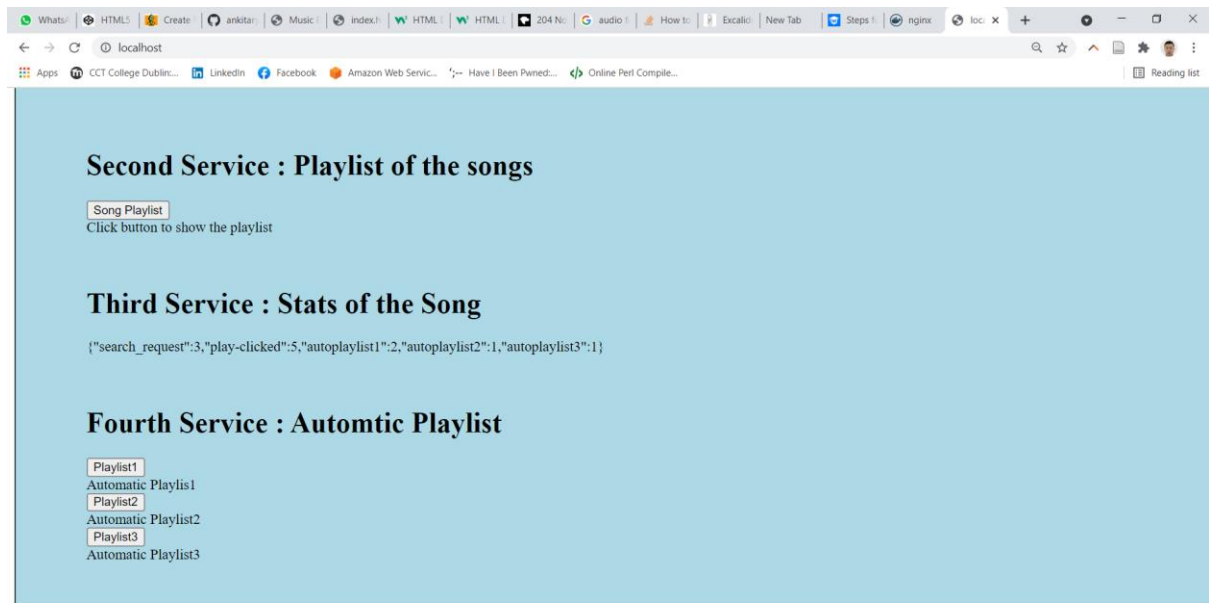 Whats/ HTML5 Create ankitar Music index.h HTML HTML 204 No audio How to Excalid New Tab Steps nginx loc
localhost
Apps CCT College Dublin:... LinkedIn Facebook Amazon Web Servic... Have I Been Pwned:... Online Perl Compile... Reading list
Second Service : Playlist of the songs
Song Playlist
Click button to show the playlist
Third Service : Stats of the Song
{"search_request":3,"play-clicked":5,"autoplaylist1":2,"autoplaylist2":1,"autoplaylist3":1}
Fourth Service : Automtic Playlist
Playlist1
Automatic Playlis1
Playlist2
Automatic Playlist2
Playlist3
Automatic Playlist3